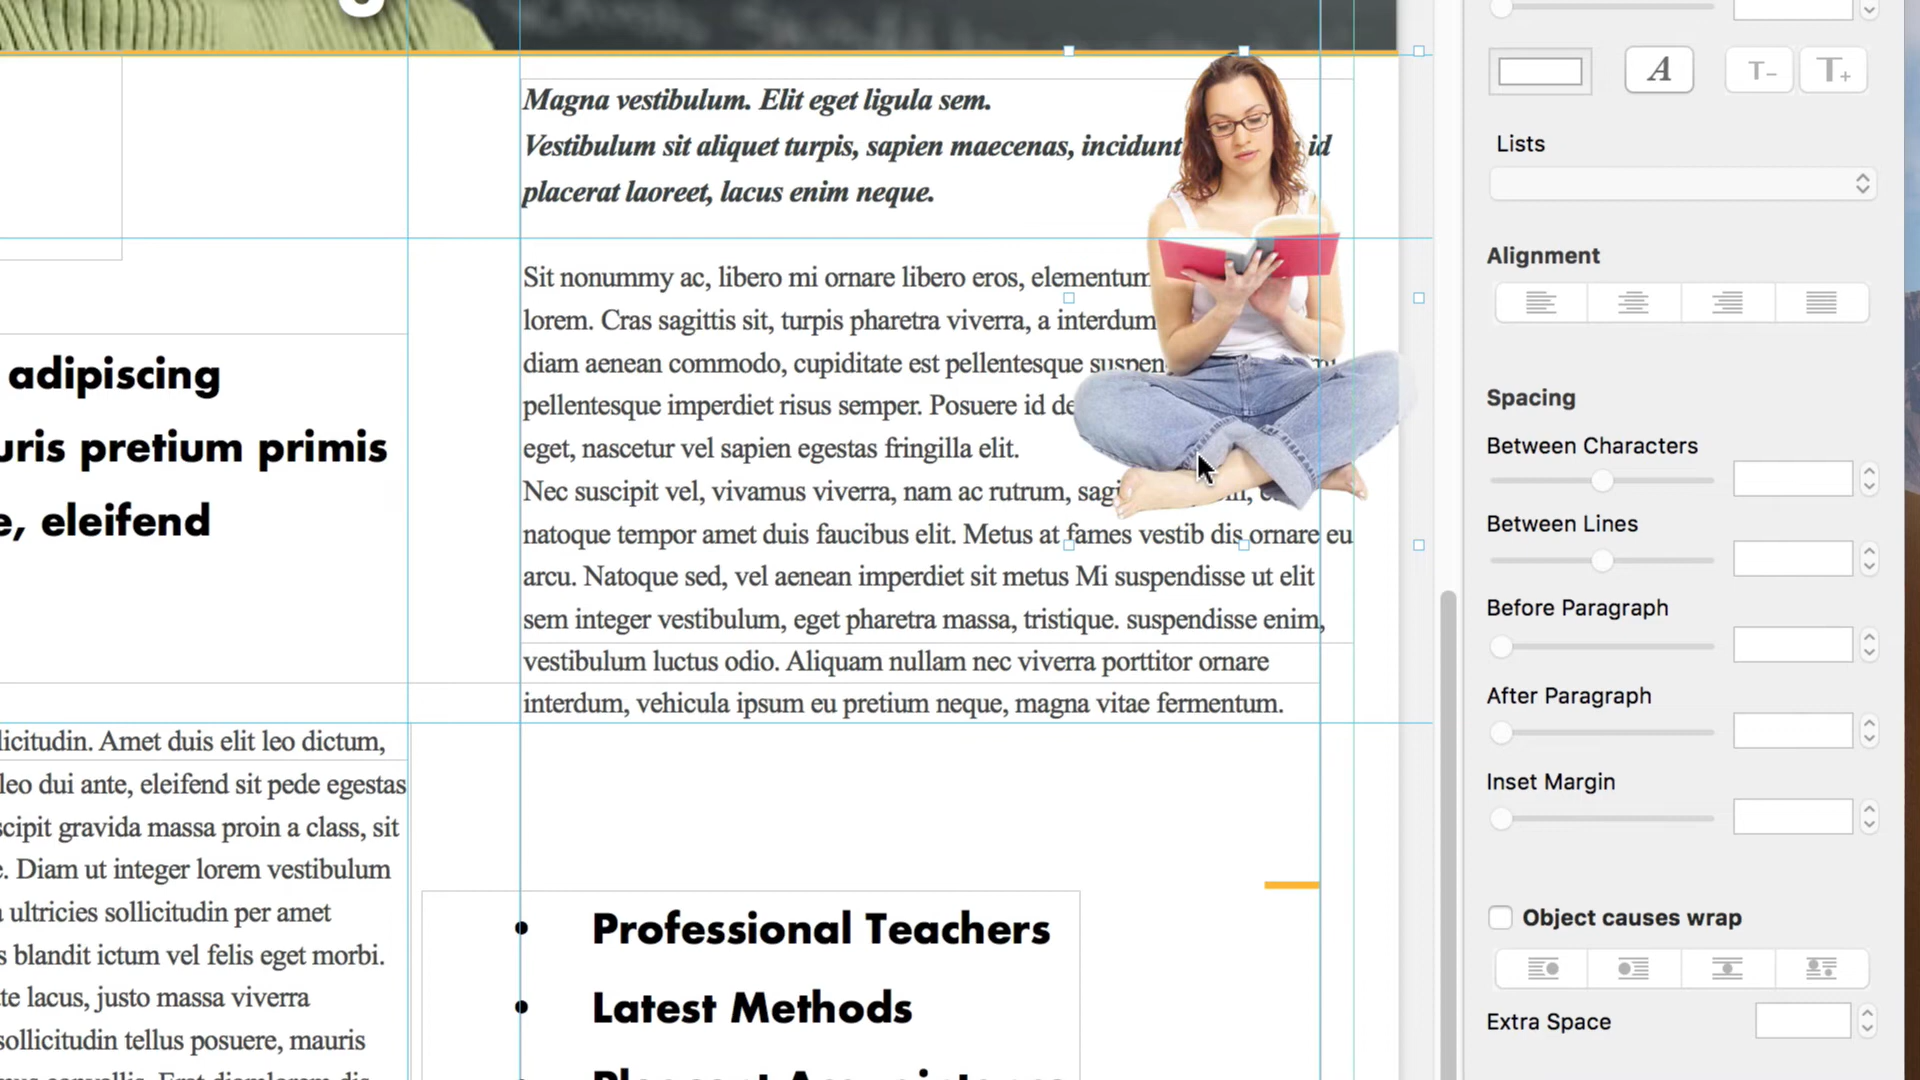 g
Magna vestibulum. Elit eget ligula sem.
Vestibulum sit aliquet turpis, sapien maecenas, incidunt id
placerat laoreet, lacus enim neque.
Sit nonummy ac, libero mi ornare libero eros, elementum
lorem. Cras sagittis sit, turpis pharetra viverra, a interdum
diam aenean commodo, cupiditate est pellentesque suspen
pellentesque imperdiet risus semper. Posuere id de
eget, nascetur vel sapien egestas fringilla elit.
Nec suscipit vel, vivamus viverra, nam ac rutrum, sagi
natoque tempor amet duis faucibus elit. Metus at fames vestib dis ornare eu
arcu. Natoque sed, vel aenean imperdiet sit metus Mi suspendisse ut elit
sem integer vestibulum, eget pharetra massa, tristique. suspendisse enim,
vestibulum luctus odio. Aliquam nullam nec viverra porttitor ornare
interdum, vehicula ipsum eu pretium neque, magna vitae fermentum.
adipiscing
uris pretium primis
e, eleifend
licitudin. Amet duis elit leo dictum,
leo dui ante, eleifend sit pede egestas
scipit gravida massa proin a class, sit
e. Diam ut integer lorem vestibulum
a ultricies sollicitudin per amet
s blandit ictum vel felis eget morbi.
te lacus, justo massa viverra
sollicitudin tellus posuere, mauris
• Professional Teachers
• Latest Methods
A T- T+
Lists
Alignment
Spacing
Between Characters
Between Lines
Before Paragraph
After Paragraph
Inset Margin
Object causes wrap
Extra Space